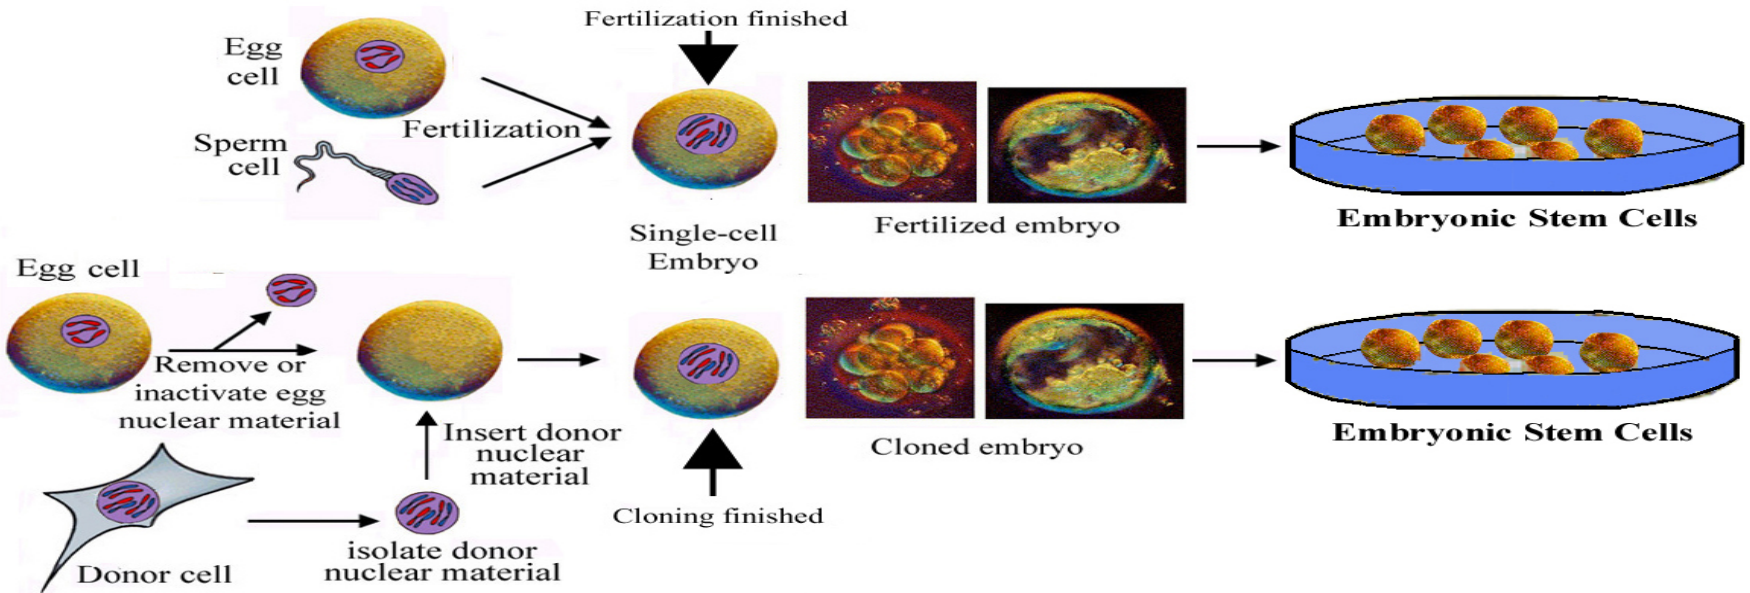 Fertilization finished
Egg
cell
Fertilization
Sperm
cell
Single-cell
Embryo
Fertilized embryo
Embryonic Stem Cells
Egg cell
Remove or
inactivate egg
nuclear material
Insert donor
nuclear
material
Cloned embryo
Embryonic Stem Cells
Cloning finished
isolate donor
nuclear material
Donor cell